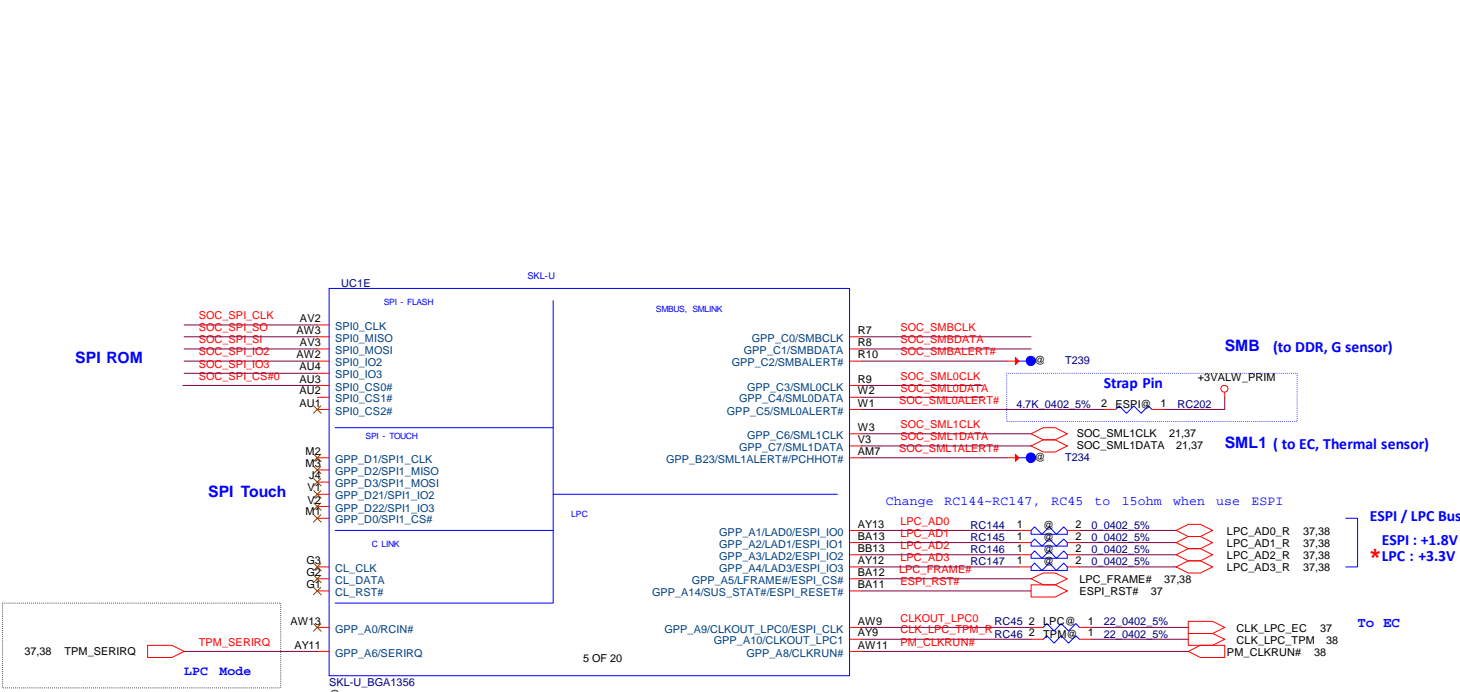 UC1E
SKL-U
SPI - FLASH
SMBUS, SMLINK
SPI ROM
SOC_SPI_CLK AV2 SPI0_CLK
SOC_SPI_SO AW3 SPI0_MISO
SOC_SPI_SI AV3 SPI0_MOSI
SOC_SPI_IO2 AW2 SPI0_IO2
SOC_SPI_IO3 AU4 SPI0_IO3
SOC_SPI_CS#0 AU3 SPI0_CS0#
AU2 SPI0_CS1#
AU1 SPI0_CS2#
SPI - TOUCH
SPI Touch
M2 GPP_D1/SPI1_CLK
M3 GPP_D2/SPI1_MISO
J4 GPP_D3/SPI1_MOSI
V1 GPP_D21/SPI1_IO2
V2 GPP_D22/SPI1_IO3
M1 GPP_D0/SPI1_CS#
C LINK
G3 CL_CLK
G2 CL_DATA
G1 CL_RST#
AW13 GPP_A0/RCIN#
37,38 TPM_SERIRQ TPM_SERIRQ AY11 GPP_A6/SERIRQ
LPC Mode
GPP_C0/SMBCLK R7 SOC_SMBCLK
GPP_C1/SMBDATA R8 SOC_SMBDATA
GPP_C2/SMBALERT# R10 SOC_SMBALERT# @ T239
SMB (to DDR, G sensor)
GPP_C3/SML0CLK R9 SOC_SML0CLK
GPP_C4/SML0DATA W2 SOC_SML0DATA
GPP_C5/SML0ALERT# W1 SOC_SML0ALERT# 4.7K_0402_5% 2 ESPI@ 1 RC202
Strap Pin
+3VALW_PRIM
GPP_C6/SML1CLK W3 SOC_SML1CLK SOC_SML1CLK 21,37
GPP_C7/SML1DATA V3 SOC_SML1DATA SOC_SML1DATA 21,37
GPP_B23/SML1ALERT#/PCHHOT# AM7 SOC_SML1ALERT# @ T234
SML1 ( to EC, Thermal sensor)
LPC
Change RC144~RC147, RC45 to 15ohm when use ESPI
GPP_A1/LAD0/ESPI_IO0 AY13 LPC_AD0 RC144 1 @ 2 0_0402_5% LPC_AD0_R 37,38
GPP_A2/LAD1/ESPI_IO1 BA13 LPC_AD1 RC145 1 @ 2 0_0402_5% LPC_AD1_R 37,38
GPP_A3/LAD2/ESPI_IO2 BB13 LPC_AD2 RC146 1 @ 2 0_0402_5% LPC_AD2_R 37,38
GPP_A4/LAD3/ESPI_IO3 AY12 LPC_AD3 RC147 1 @ 2 0_0402_5% LPC_AD3_R 37,38
GPP_A5/LFRAME#/ESPI_CS# BA12 LPC_FRAME# LPC_FRAME# 37,38
GPP_A14/SUS_STAT#/ESPI_RESET# BA11 ESPI_RST# ESPI_RST# 37
ESPI / LPC Bus
ESPI : +1.8V
*LPC : +3.3V
GPP_A9/CLKOUT_LPC0/ESPI_CLK AW9 CLKOUT_LPC0 RC45 2 LPC@ 1 22_0402_5% CLK_LPC_EC 37
GPP_A10/CLKOUT_LPC1 AY9 CLK_LPC_TPM_R RC46 2 TPM@ 1 22_0402_5% CLK_LPC_TPM 38
GPP_A8/CLKRUN# AW11 PM_CLKRUN# PM_CLKRUN# 38
To EC
5 OF 20
SKL-U_BGA1356